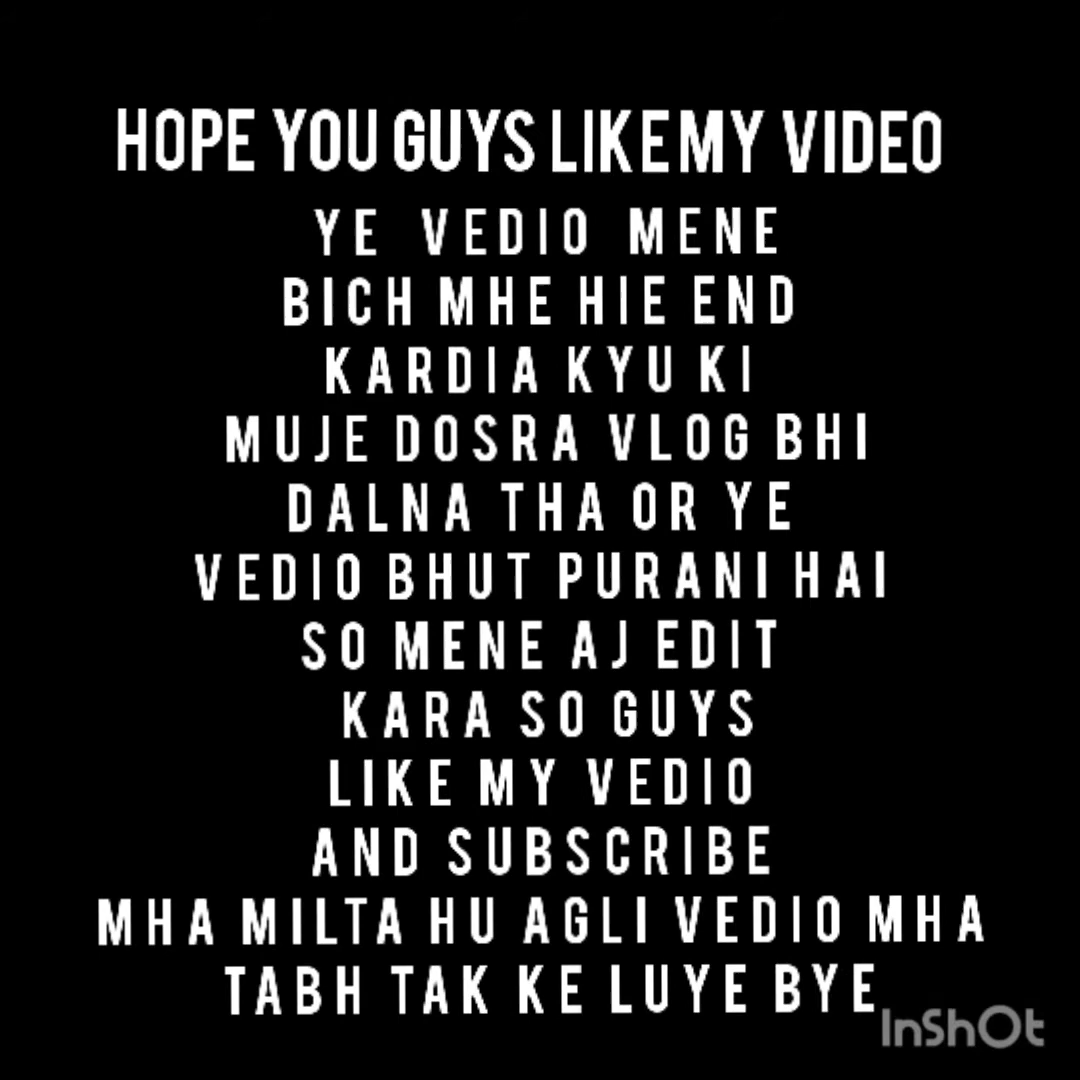 HOPE YOU GUYS LIKE MY VIDEO
YE VEDIO MENE
BICH MHE HIE END
KARDIA KYU KI
MUJE DOSRA VLOG BHI
DALNA THA OR YE
VEDIO BHUT PURANI HAI
SO MENE AJ EDIT
KARA SO GUYS
LIKE MY VEDIO
AND SUBSCRIBE
MHA MILTA HU AGLI VEDIO MHA
TABH TAK KE LUYE BYE
InShOt